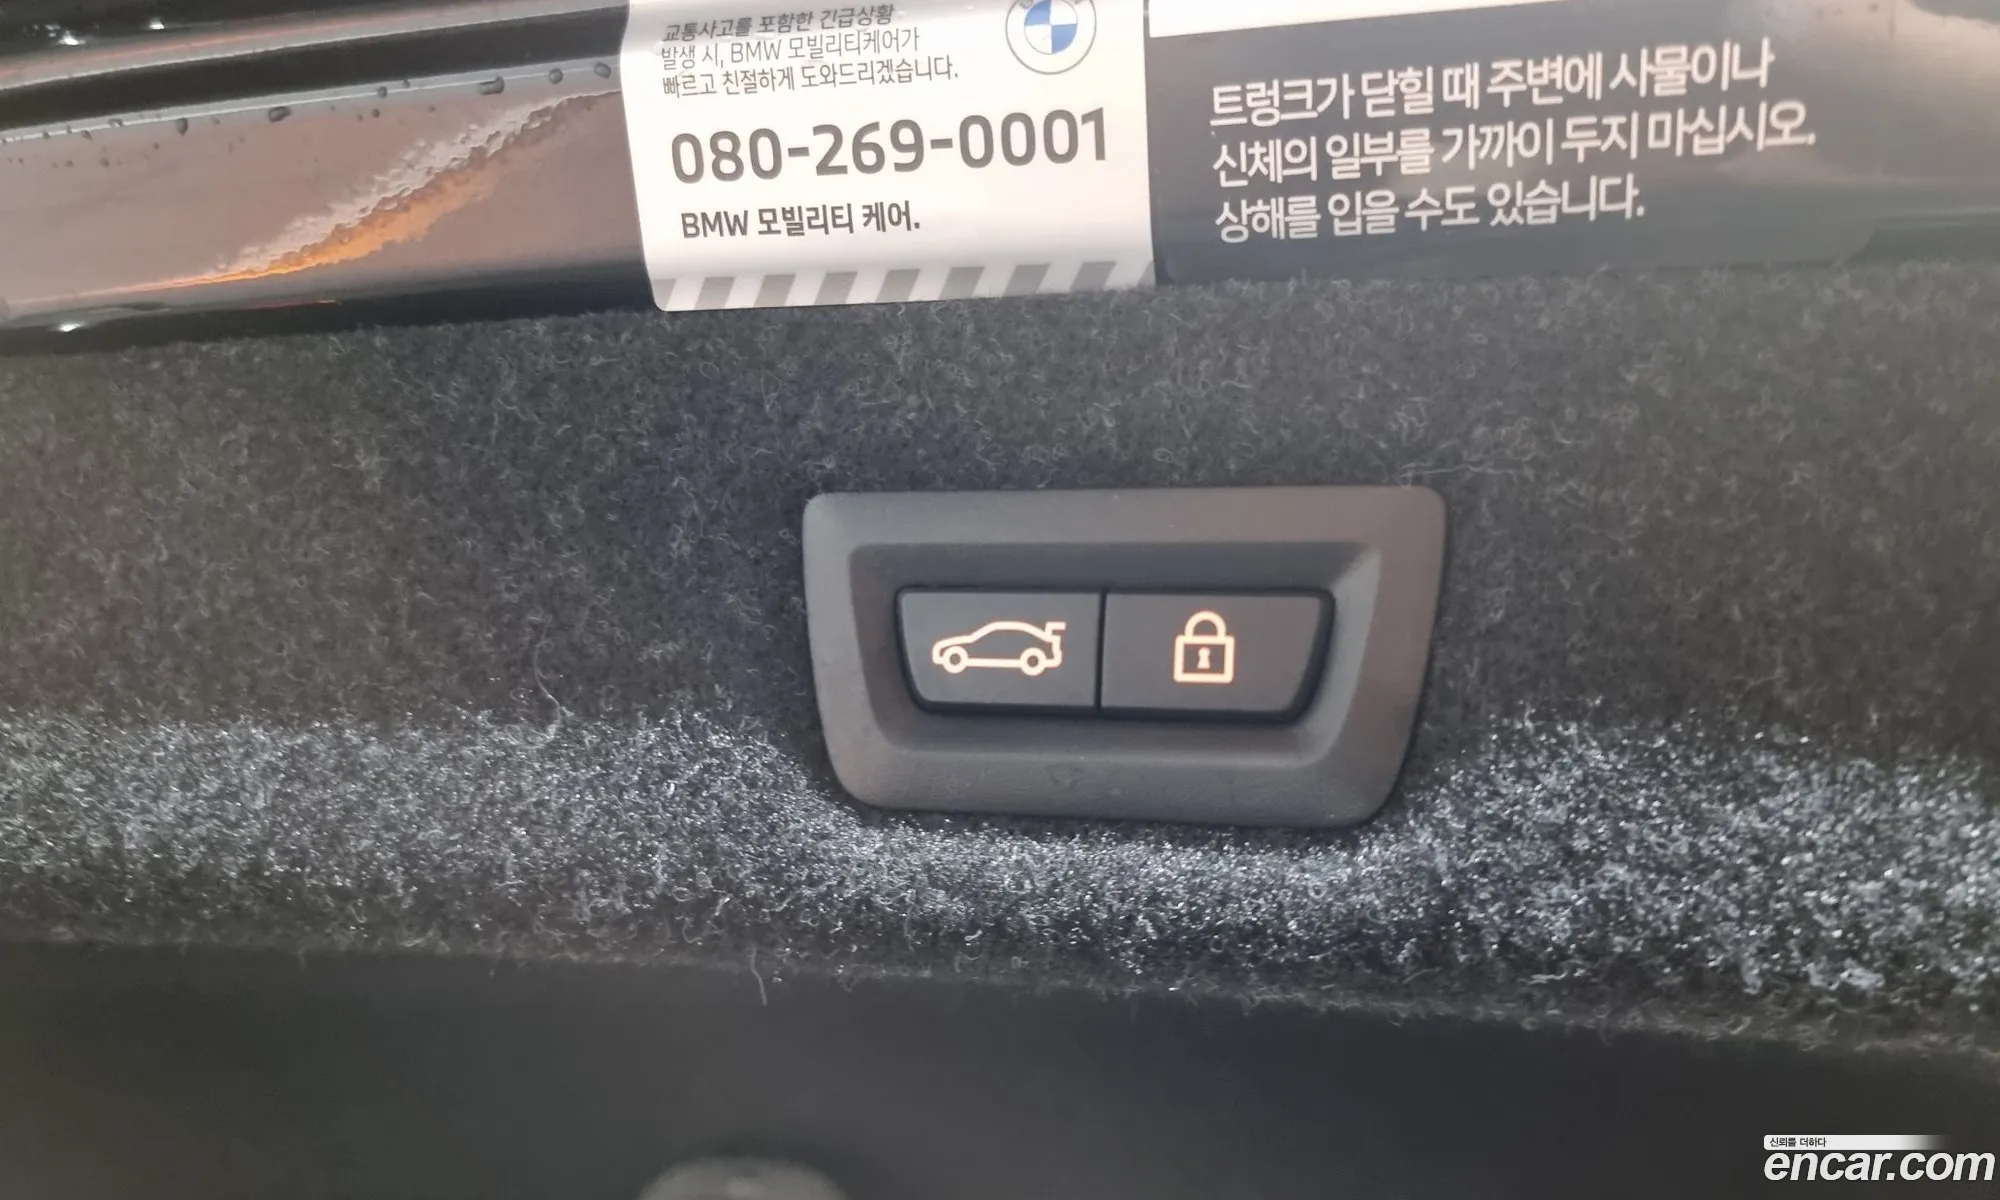 교통사고를 포함한 긴급상황
발생 시, BMW 모빌리티케어가
빠르고 친절하게 도와드리겠습니다.
080-269-0001
BMW 모빌리티 케어.
트렁크가 닫힐 때 주변에 사물이나
신체의 일부를 가까이 두지 마십시오.
상해를 입을 수도 있습니다.
신뢰를 더하다
encar.com